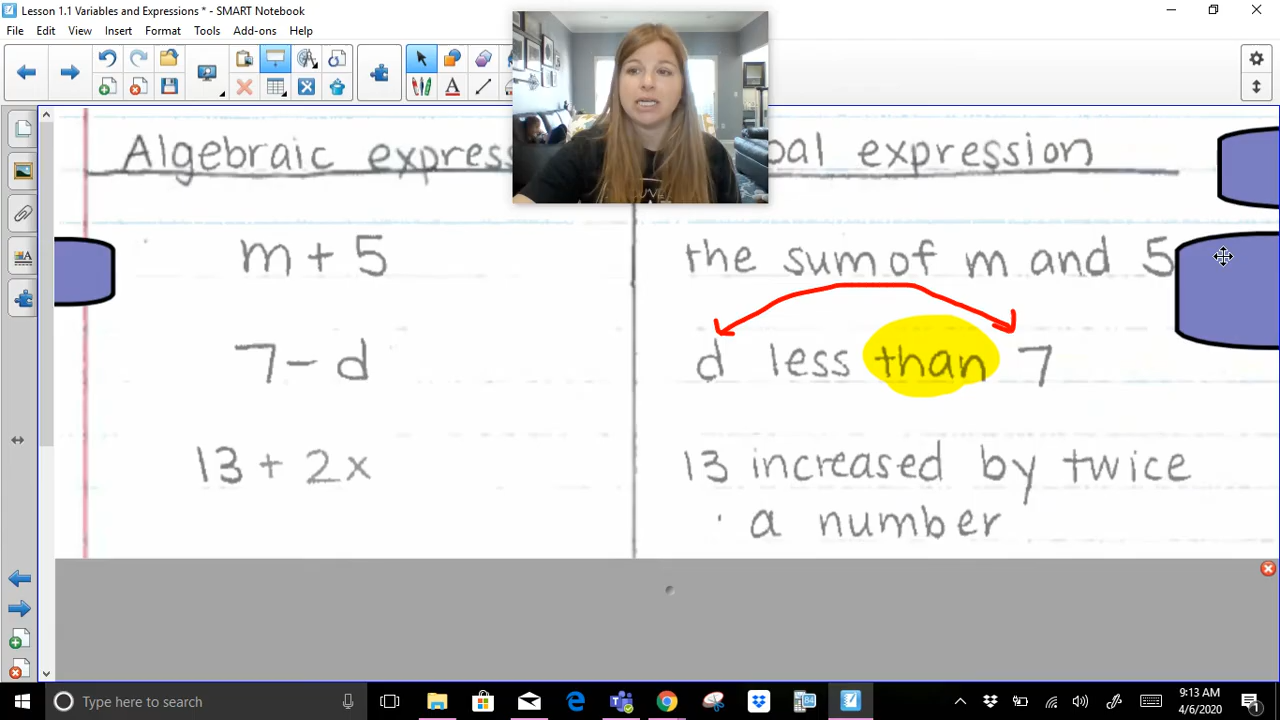 Lesson 1.1 Variables and Expressions * - SMART Notebook
File Edit View Insert Format Tools Add-ons Help
Algebraic express
bal expression
m + 5
the sum of m and 5
7 - d
d less than 7
13 + 2x
13 increased by twice
a number
Type here to search
9:13 AM
4/6/2020